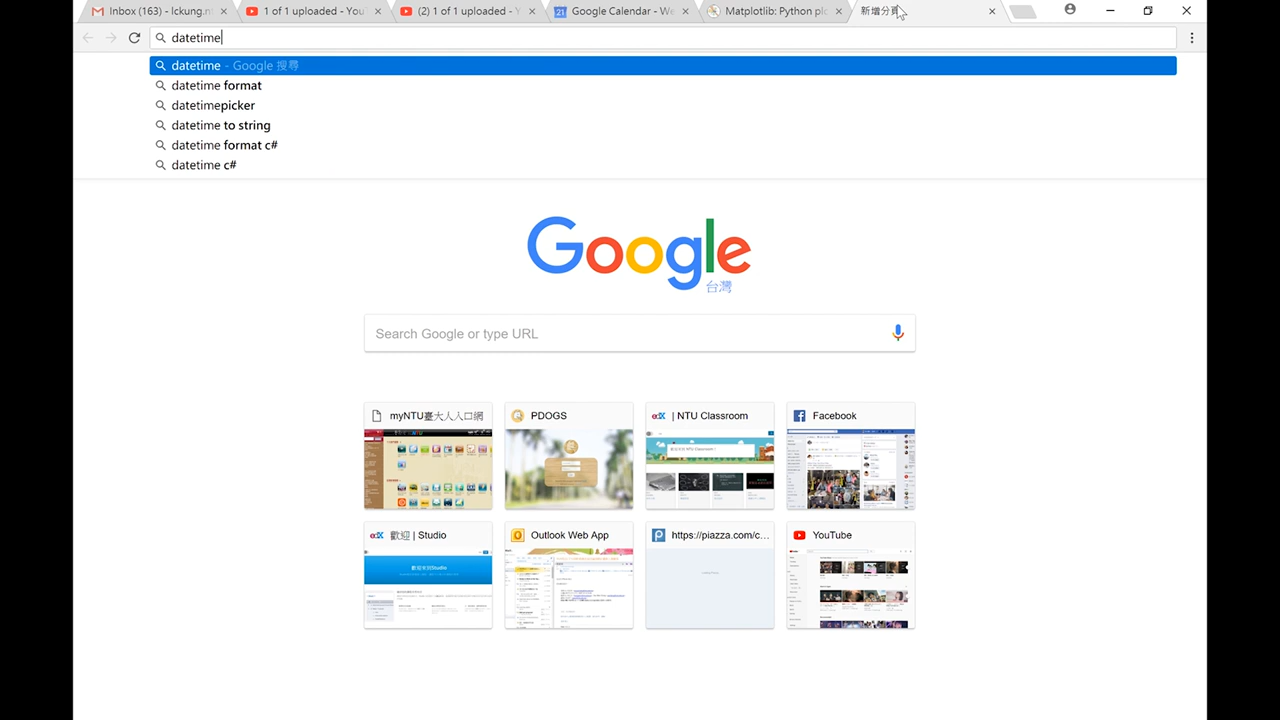 Inbox (163) - lckung.nt
1 of 1 uploaded - You
(2) 1 of 1 uploaded - Y
Google Calendar - We
Matplotlib: Python plo
新增分頁
datetime
datetime - Google 搜尋
datetime format
datetimepicker
datetime to string
datetime format c#
datetime c#
Google
台灣
Search Google or type URL
myNTU臺大人入口網
PDOGS
edX | NTU Classroom
Facebook
edX 歡迎 | Studio
Outlook Web App
https://piazza.com/c...
YouTube